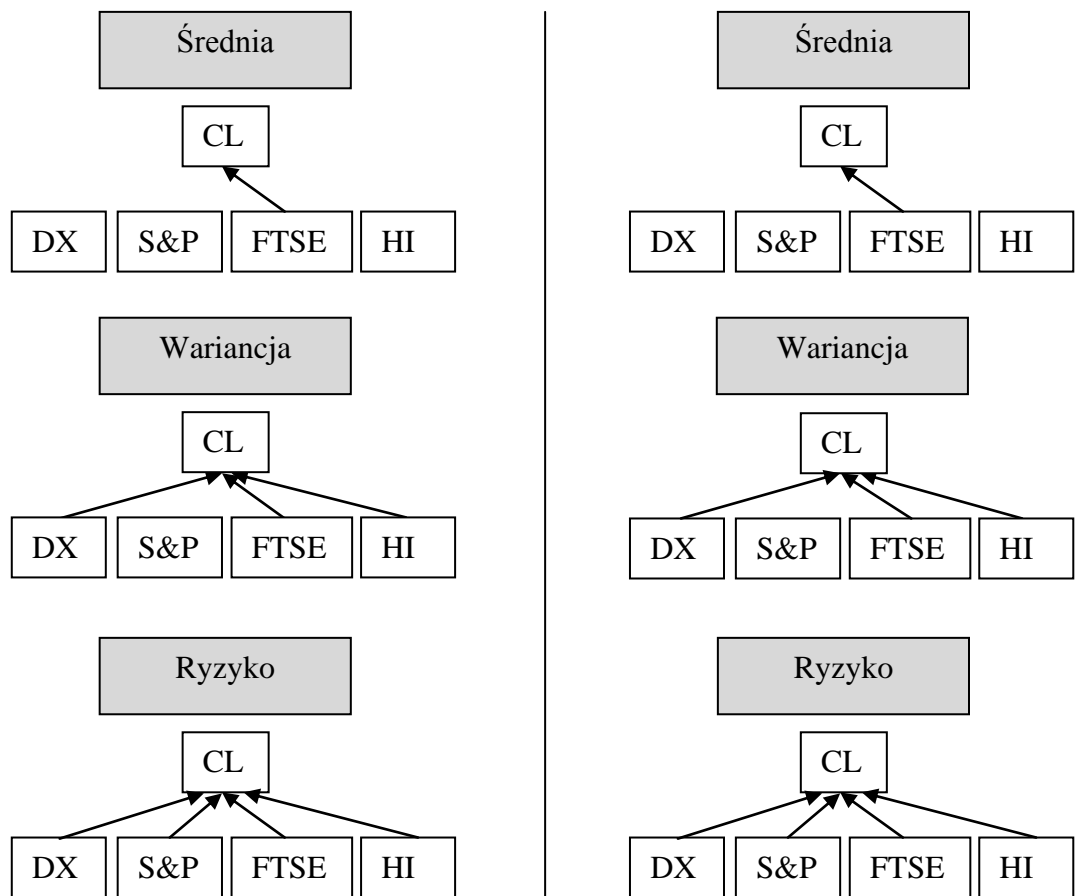 Średnia
CL
DX S&P FTSE HI
Wariancja
CL
DX S&P FTSE HI
Ryzyko
CL
DX S&P FTSE HI
Średnia
CL
DX S&P FTSE HI
Wariancja
CL
DX S&P FTSE HI
Ryzyko
CL
DX S&P FTSE HI